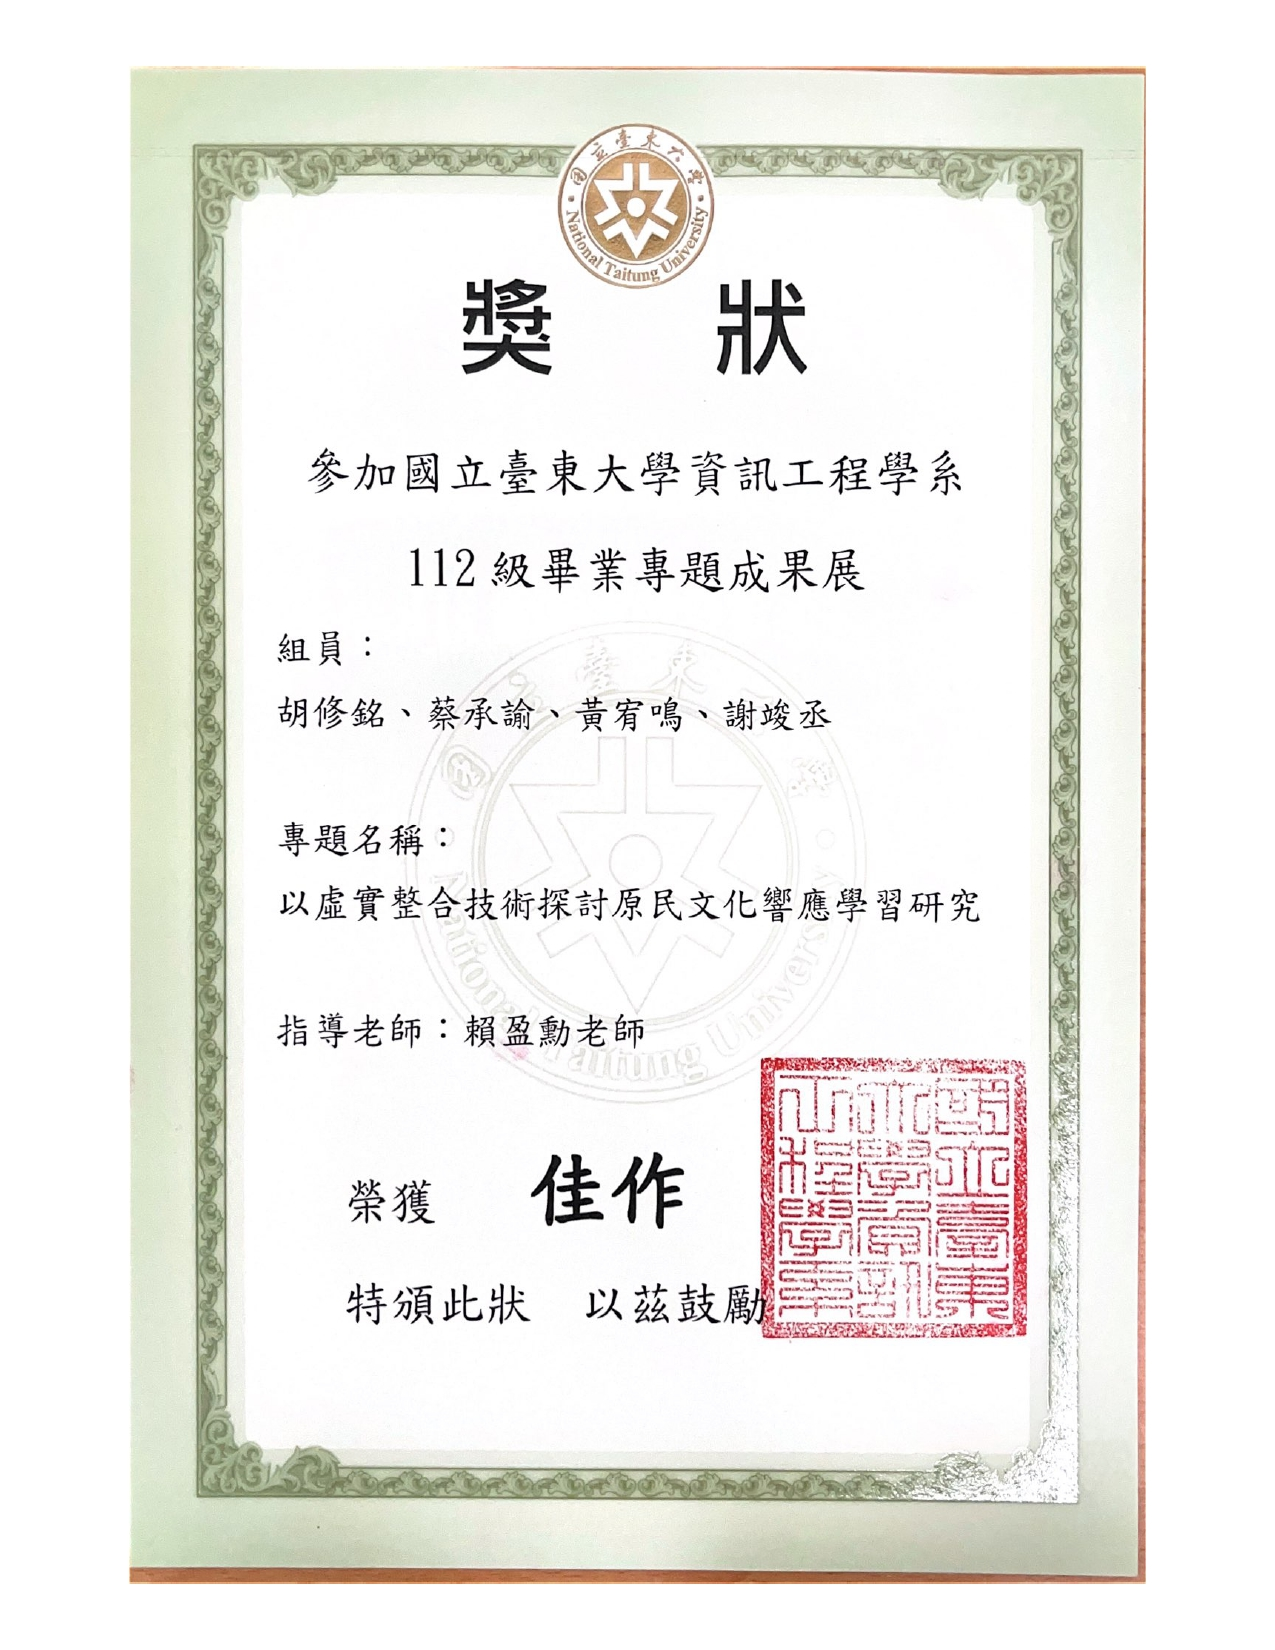 國立臺東大學
National Taitung University
獎 狀
參加國立臺東大學資訊工程學系
112級畢業專題成果展
組員：
胡修銘、蔡承諭、黃宥鳴、謝竣丞
專題名稱：
以虛實整合技術探討原民文化響應學習研究
指導老師：賴盈勳老師
榮獲 佳作
特頒此狀 以茲鼓勵
國立臺東
大學資訊
工程學系